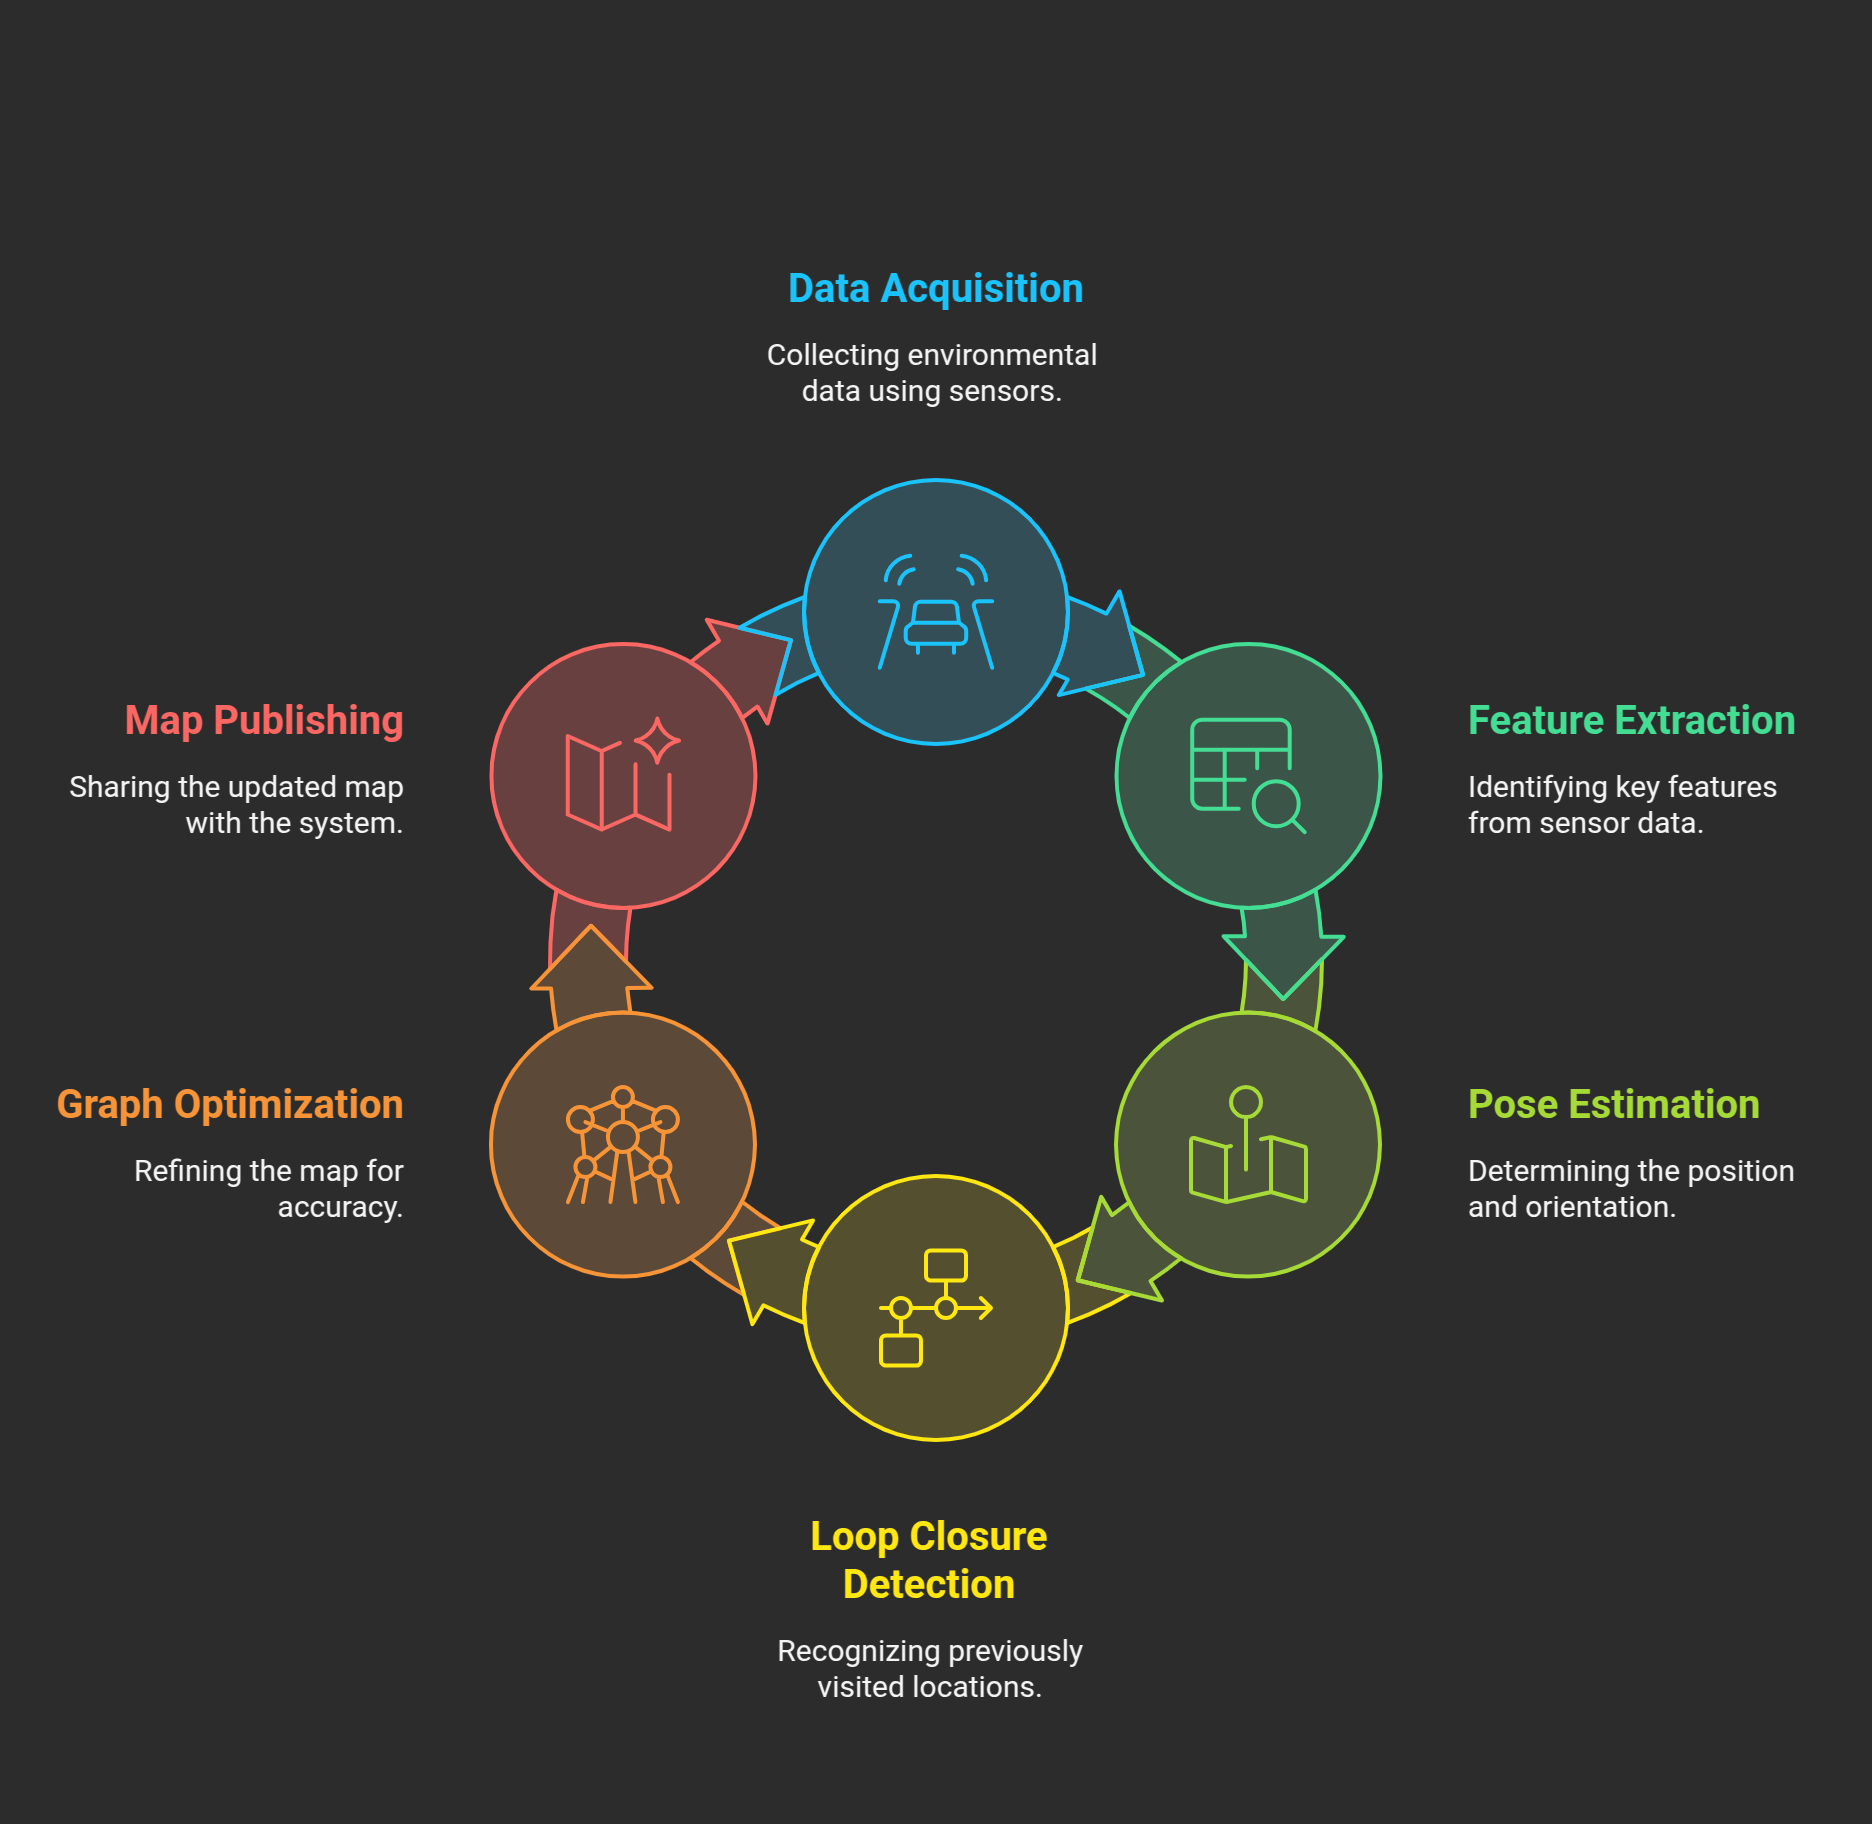 Data Acquisition
Collecting environmental
data using sensors.
Feature Extraction
Identifying key features
from sensor data.
Pose Estimation
Determining the position
and orientation.
Loop Closure
Detection
Recognizing previously
visited locations.
Graph Optimization
Refining the map for
accuracy.
Map Publishing
Sharing the updated map
with the system.